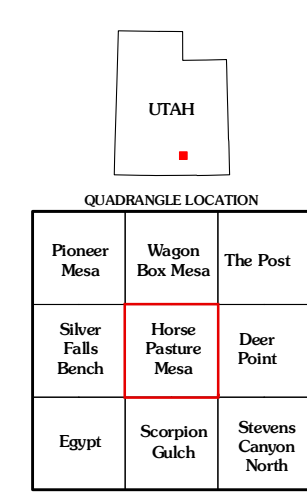 UTAH
QUADRANGLE LOCATION
Pioneer
Mesa
Wagon
Box Mesa
The Post
Silver
Falls
Bench
Horse
Pasture
Mesa
Deer
Point
Egypt
Scorpion
Gulch
Stevens
Canyon
North